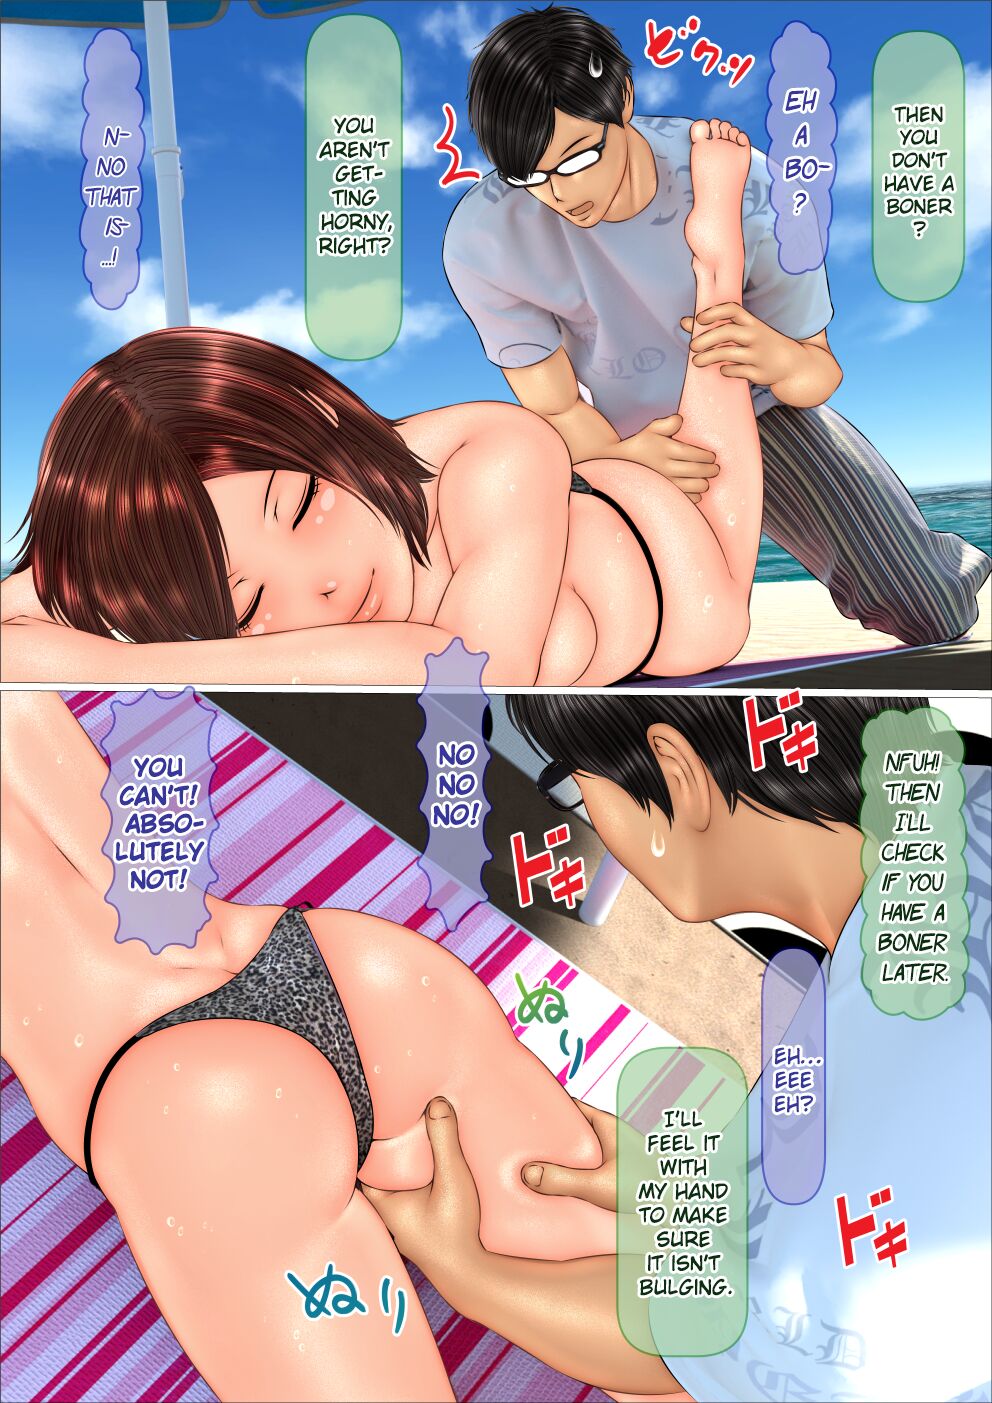 THEN
YOU
DON'T
HAVE A
BONER
?
EH
A
BO-
?
ゾクッ
YOU
AREN'T
GET-
TING
HORNY,
RIGHT?
N-
NO
THAT
IS-
...!
NFUH!
THEN
I'LL
CHECK
IF YOU
HAVE A
BONER
LATER.
ドキ
NO
NO
NO!
YOU
CAN'T!
ABSO-
LUTELY
NOT!
ドキ
EH...
EEE
EH?
I'LL
FEEL IT
WITH
MY HAND
TO MAKE
SURE
IT ISN'T
BULGING.
ぬり
ドキ
ぬり